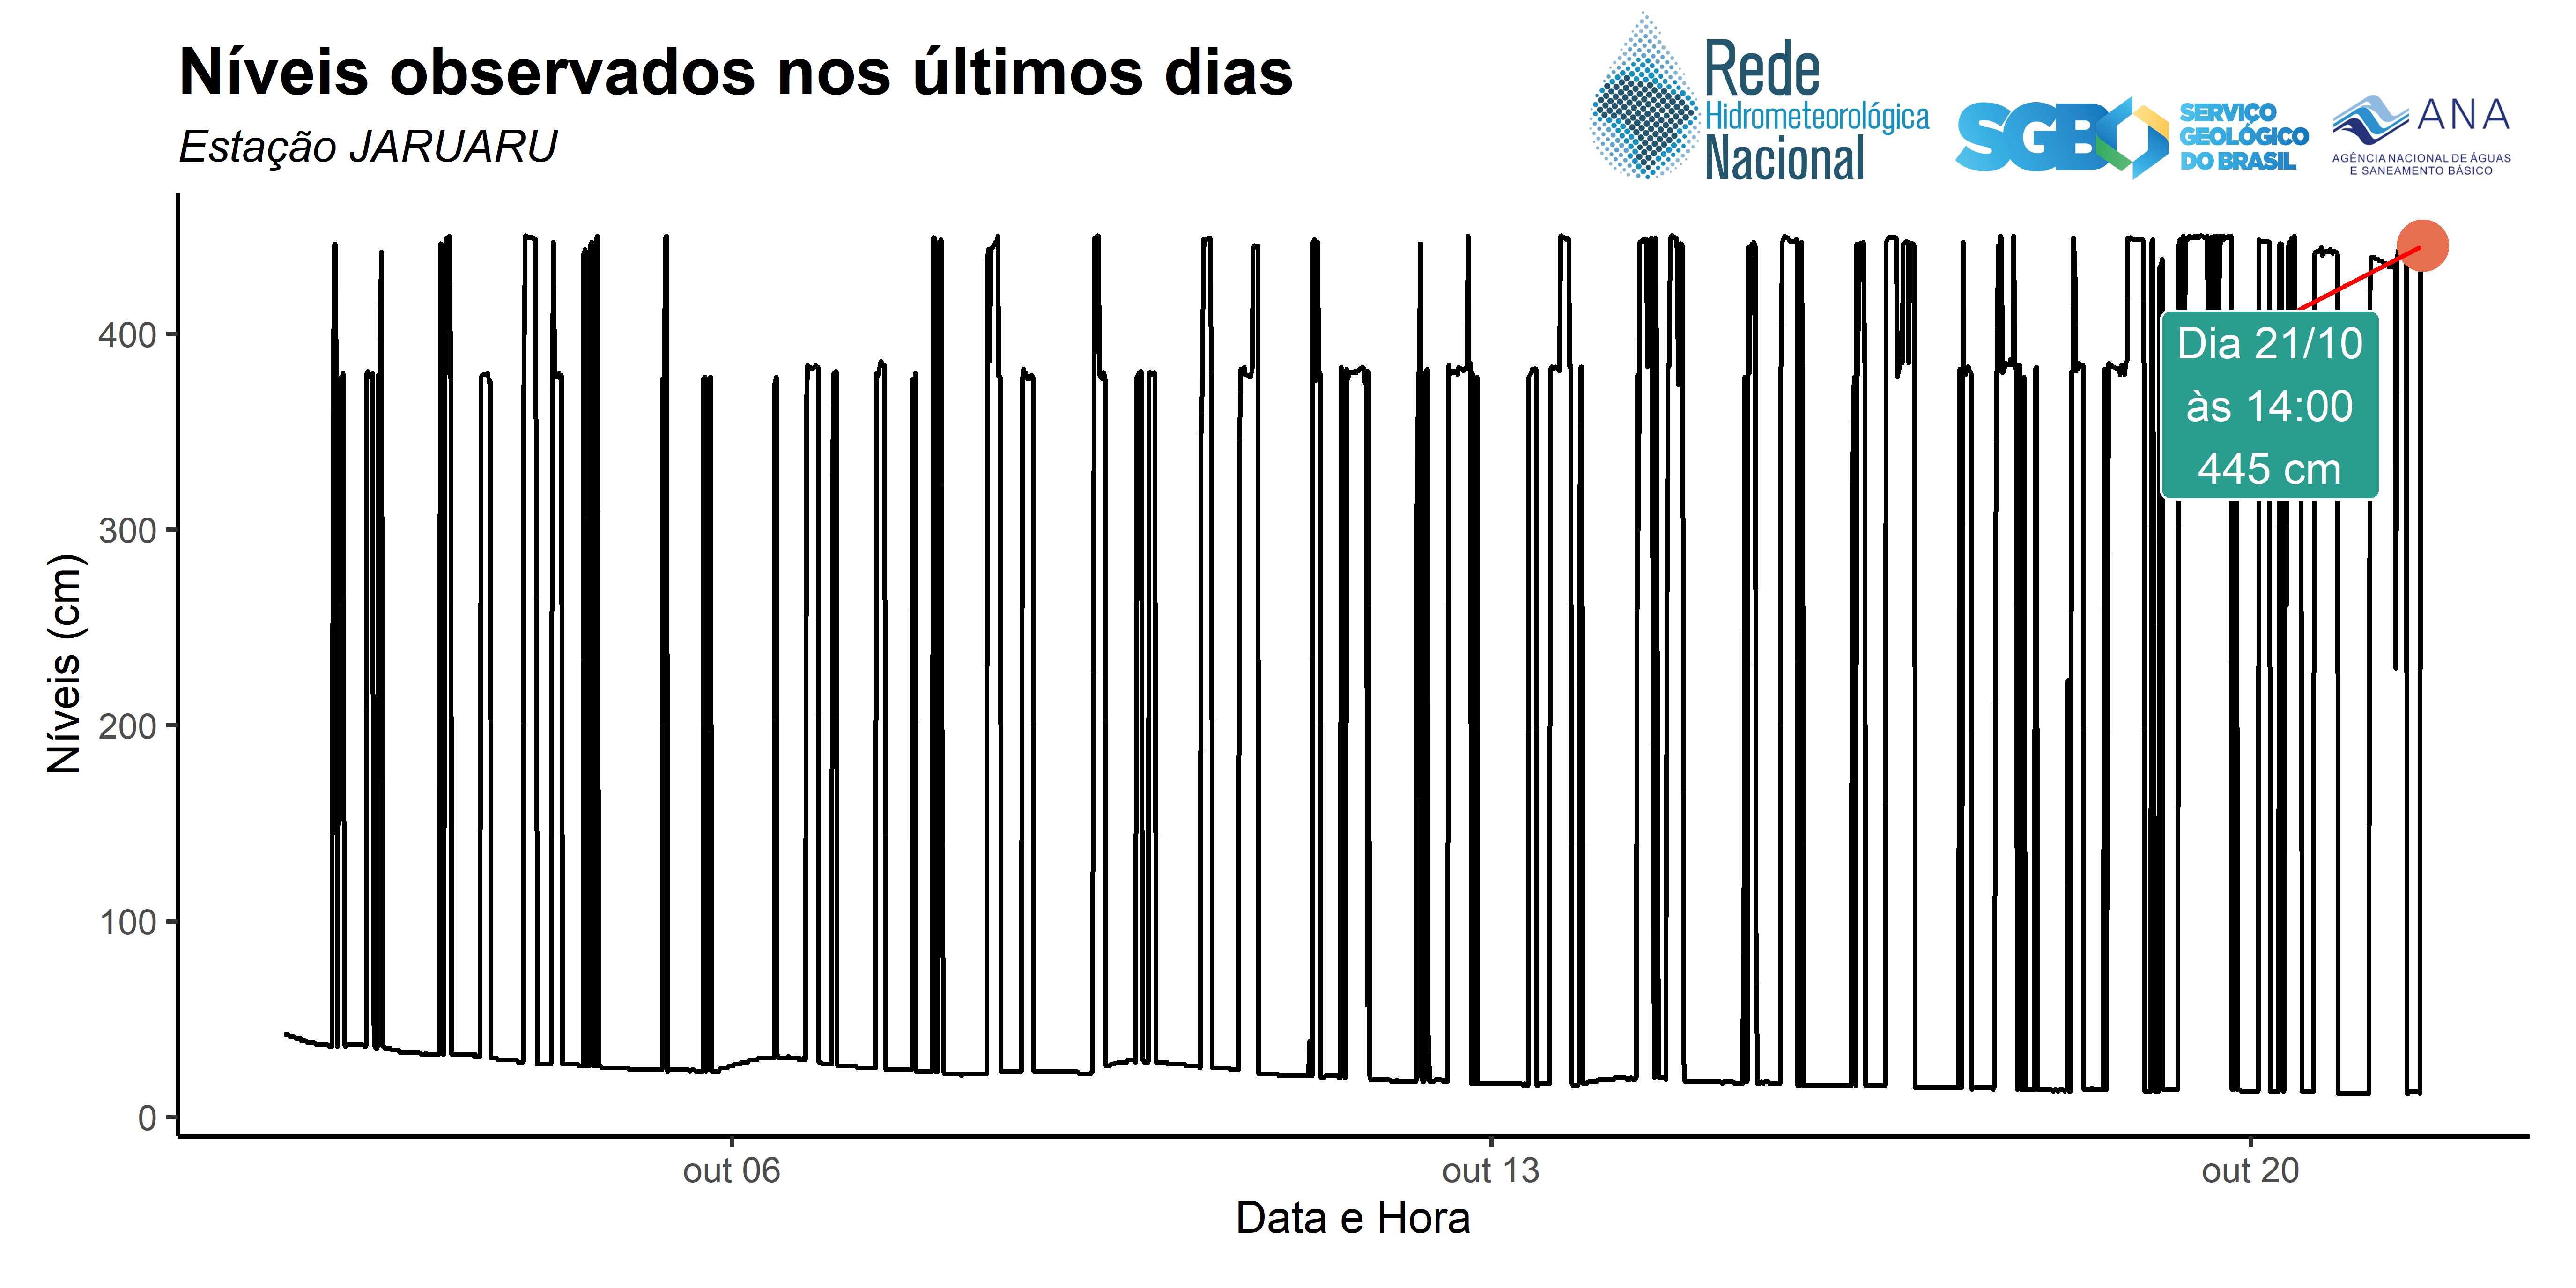 Níveis observados nos últimos dias
Estação JARUARU
Rede
Hidrometeorológica
Nacional
SGB
SERVIÇO
GEOLÓGICO
DO BRASIL
ANA
AGÊNCIA NACIONAL DE ÁGUAS
E SANEAMENTO BÁSICO
Níveis (cm)
400
300
200
100
0
Dia 21/10
às 14:00
445 cm
out 06
out 13
out 20
Data e Hora